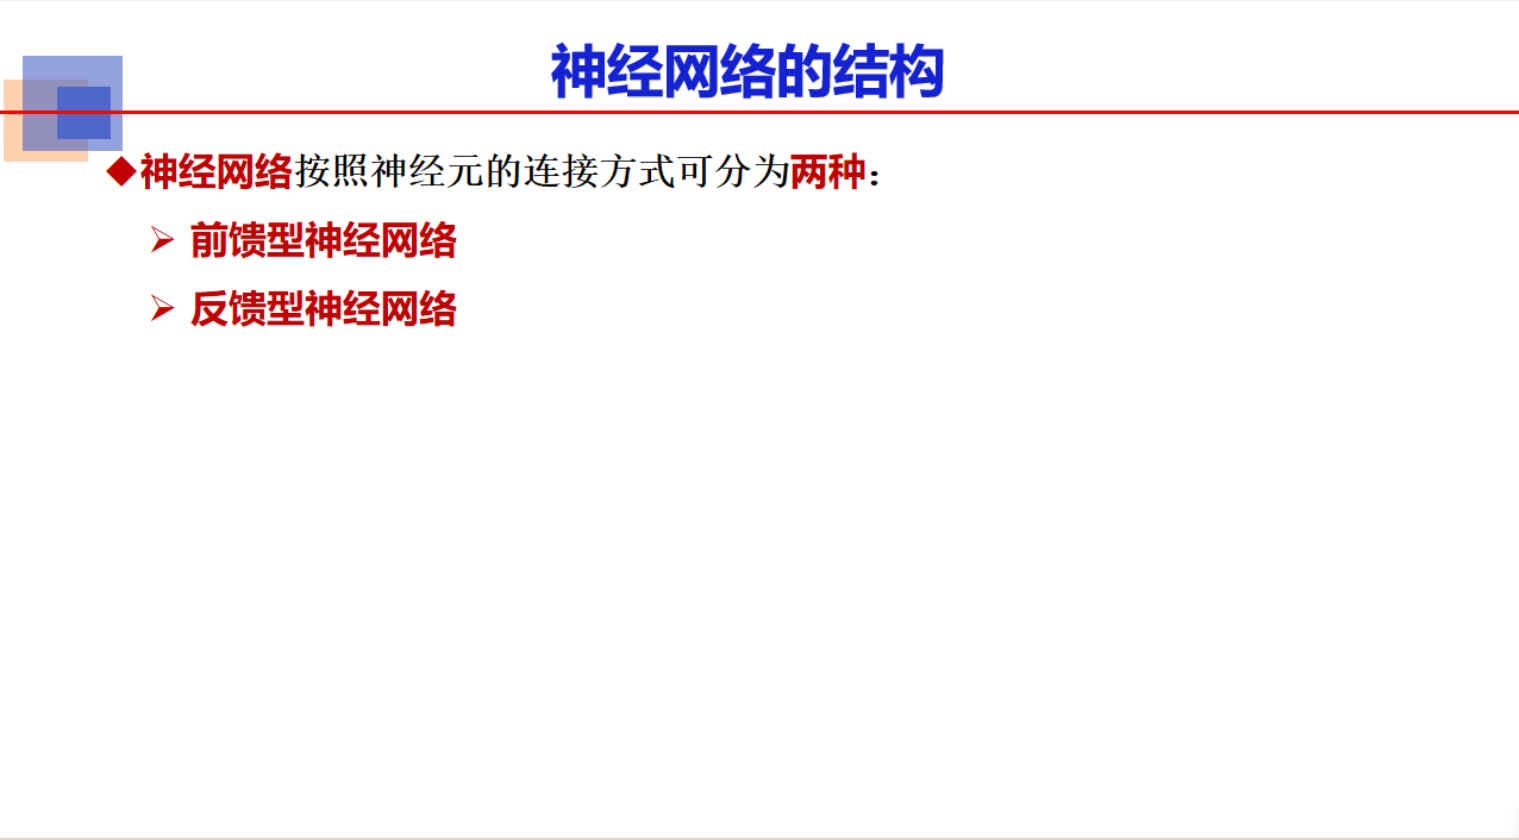 神经网络的结构
◆神经网络按照神经元的连接方式可分为两种：
➢ 前馈型神经网络
➢ 反馈型神经网络